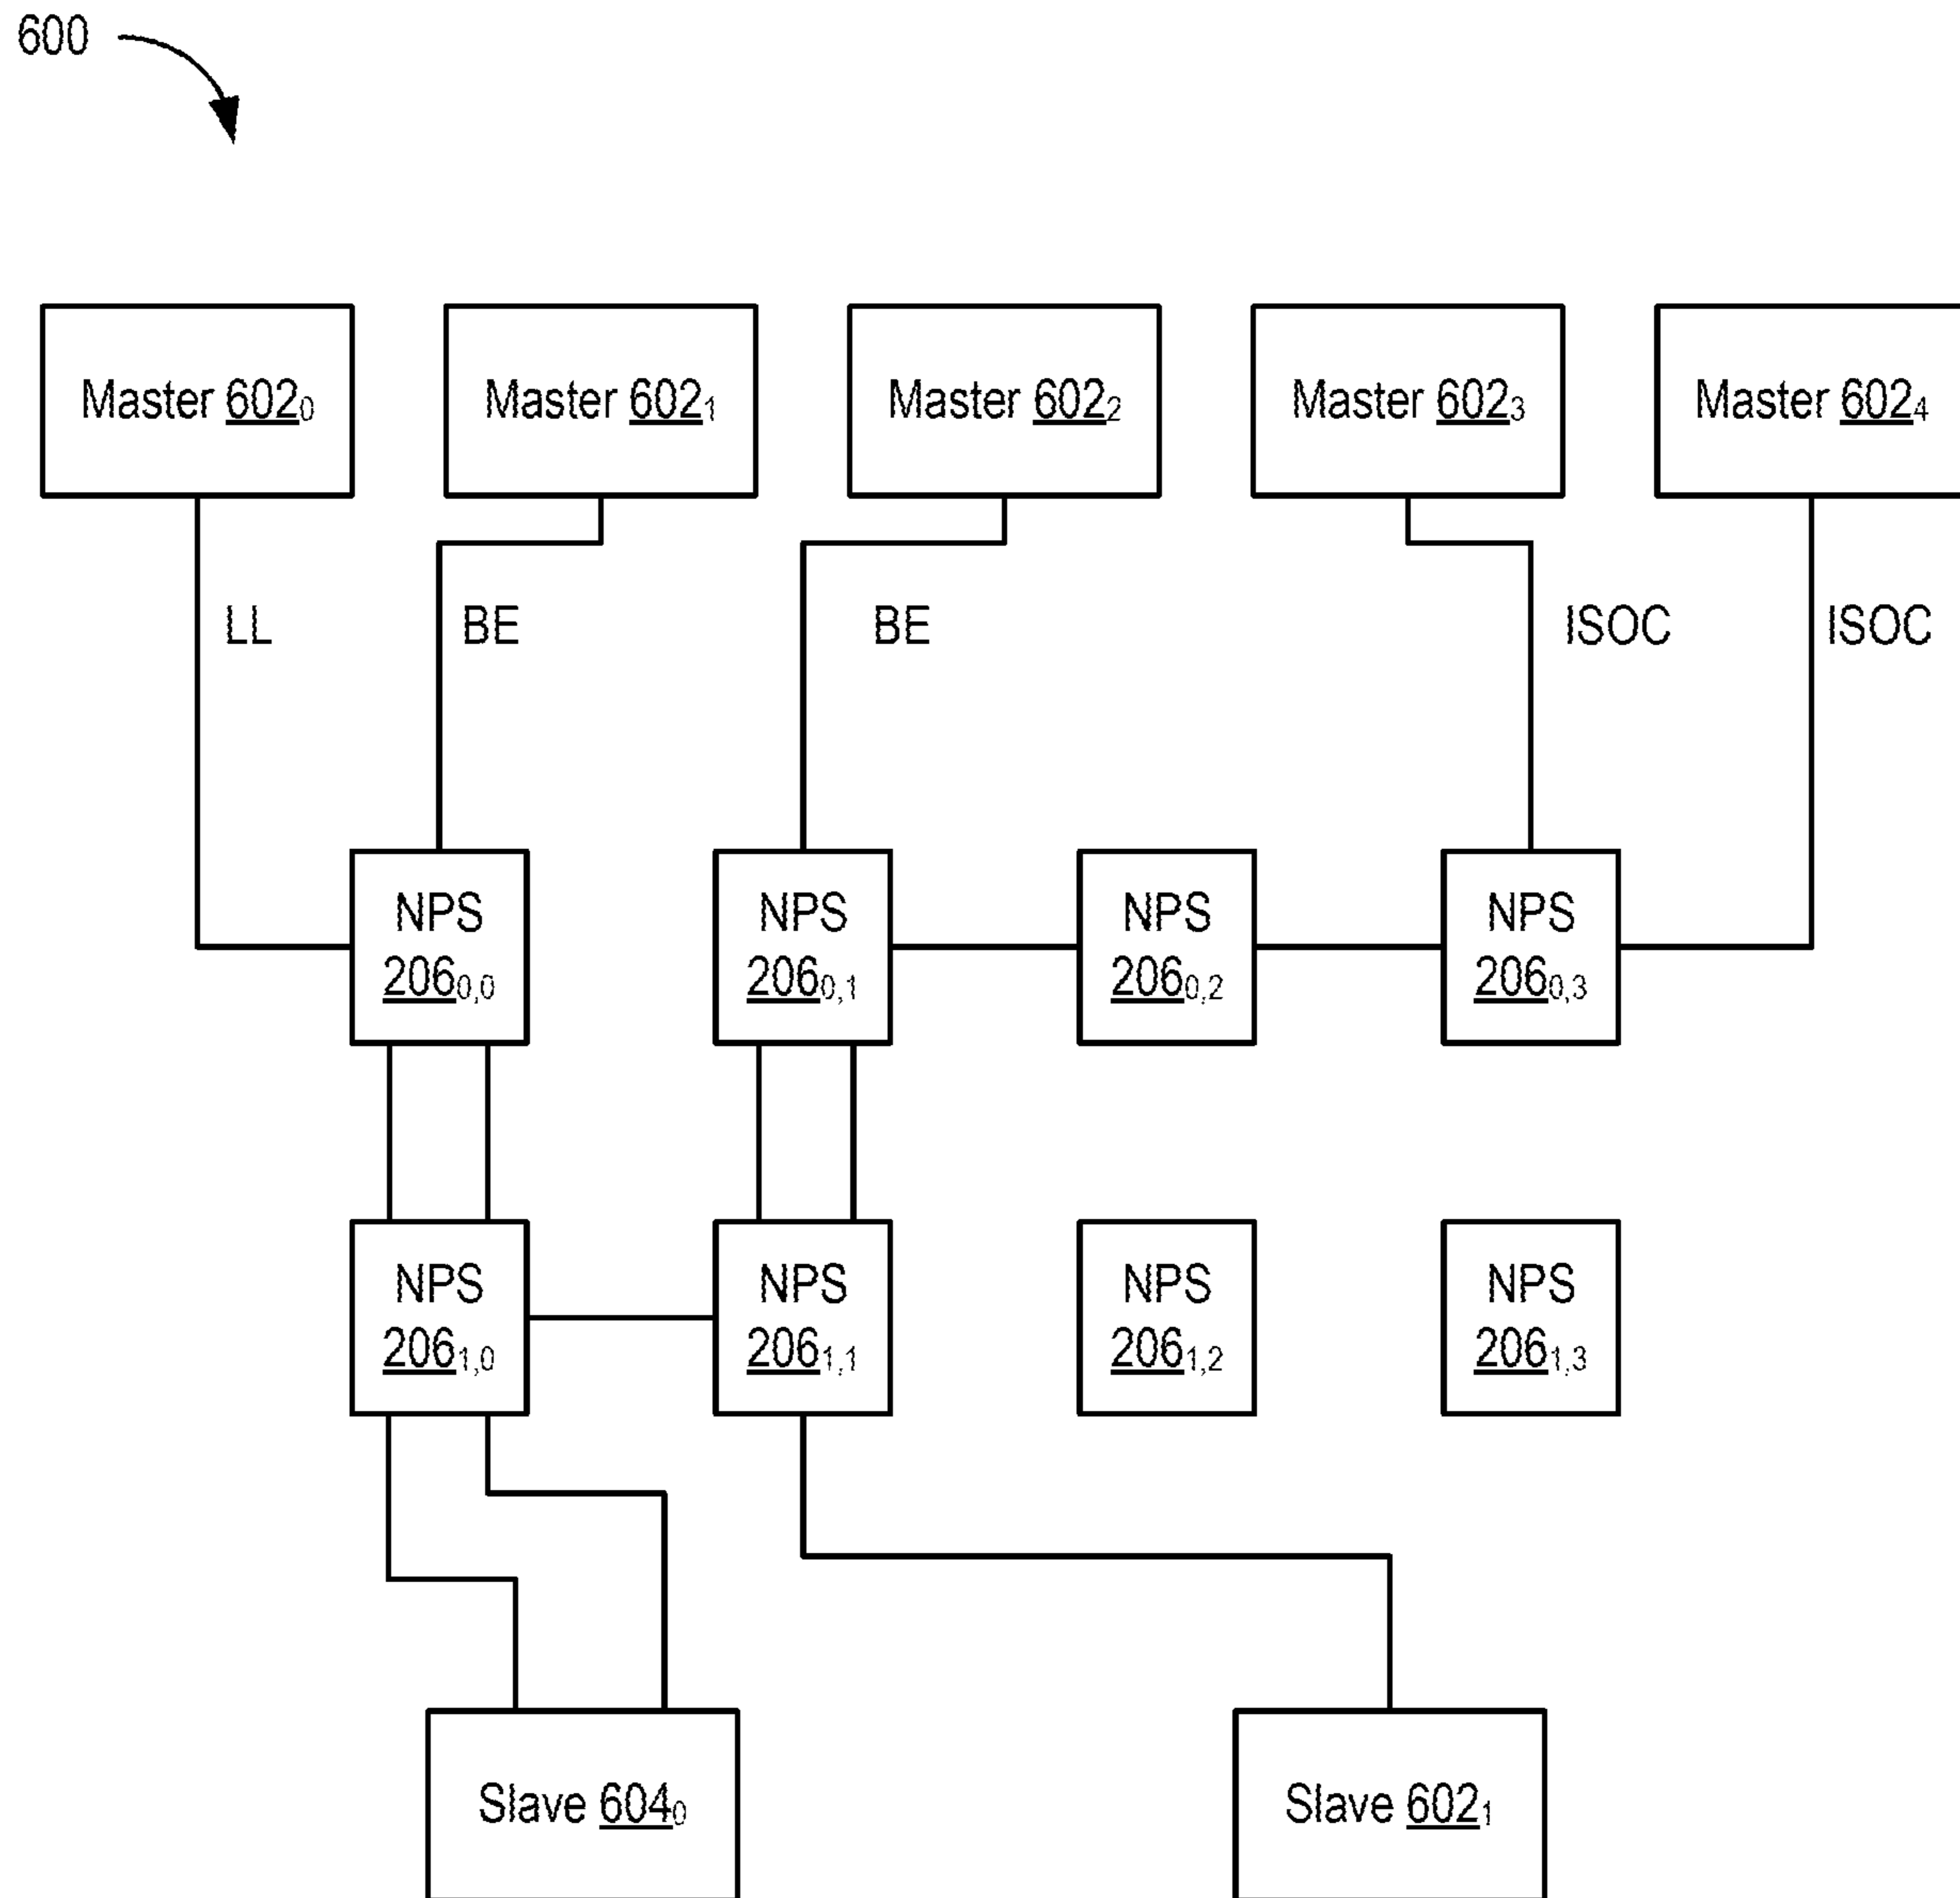 600
Master 602₀
Master 602₁
Master 602₂
Master 602₃
Master 602₄
LL
BE
BE
ISOC
ISOC
NPS
206₀,₀
NPS
206₀,₁
NPS
206₀,₂
NPS
206₀,₃
NPS
206₁,₀
NPS
206₁,₁
NPS
206₁,₂
NPS
206₁,₃
Slave 604₀
Slave 602₁